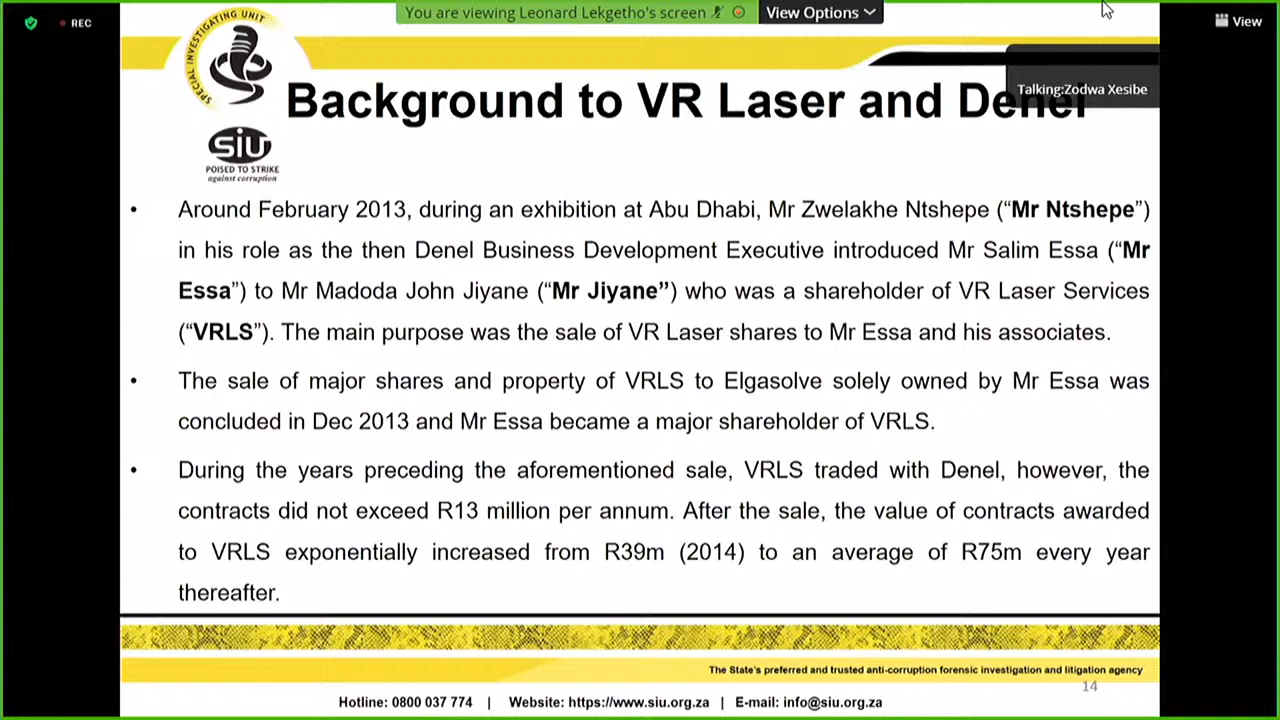 You are viewing Leonard Lekgetho's screen
View Options
REC
View
SPECIAL INVESTIGATING UNIT
Talking:Zodwa Xesibe
Background to VR Laser and Denel
SiU
POISED TO STRIKE
against corruption
• Around February 2013, during an exhibition at Abu Dhabi, Mr Zwelakhe Ntshepe (“Mr Ntshepe”)
in his role as the then Denel Business Development Executive introduced Mr Salim Essa (“Mr
Essa”) to Mr Madoda John Jiyane (“Mr Jiyane”) who was a shareholder of VR Laser Services
(“VRLS”). The main purpose was the sale of VR Laser shares to Mr Essa and his associates.
• The sale of major shares and property of VRLS to Elgasolve solely owned by Mr Essa was
concluded in Dec 2013 and Mr Essa became a major shareholder of VRLS.
• During the years preceding the aforementioned sale, VRLS traded with Denel, however, the
contracts did not exceed R13 million per annum. After the sale, the value of contracts awarded
to VRLS exponentially increased from R39m (2014) to an average of R75m every year
thereafter.
The State's preferred and trusted anti-corruption forensic investigation and litigation agency
14
Hotline: 0800 037 774 | Website: https://www.siu.org.za | E-mail: info@siu.org.za